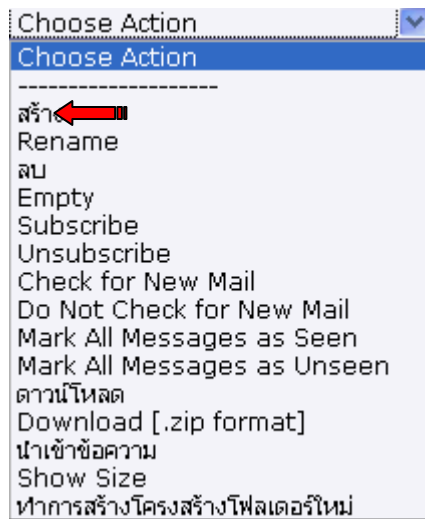 Choose Action
Choose Action
--------------------
Rename
ลบ
Empty
Subscribe
Unsubscribe
Check for New Mail
Do Not Check for New Mail
Mark All Messages as Seen
Mark All Messages as Unseen
ดาวน์โหลด
Download [.zip format]
นำเข้าข้อความ
Show Size
ทำการสร้างโครงสร้างโฟลเดอร์ใหม่